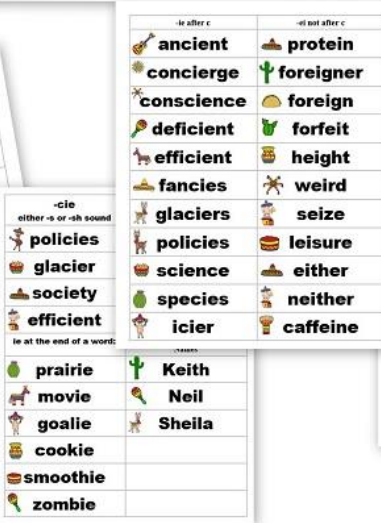 -ie after c -ei not after c
ancient protein
concierge foreigner
conscience foreign
deficient forfeit
efficient height
fancies weird
glaciers seize
policies leisure
science either
species neither
icier caffeine
-cie
either -s or -sh sound
policies
glacier
society
efficient
ie at the end of a word: Names
prairie Keith
movie Neil
goalie Sheila
cookie
smoothie
zombie